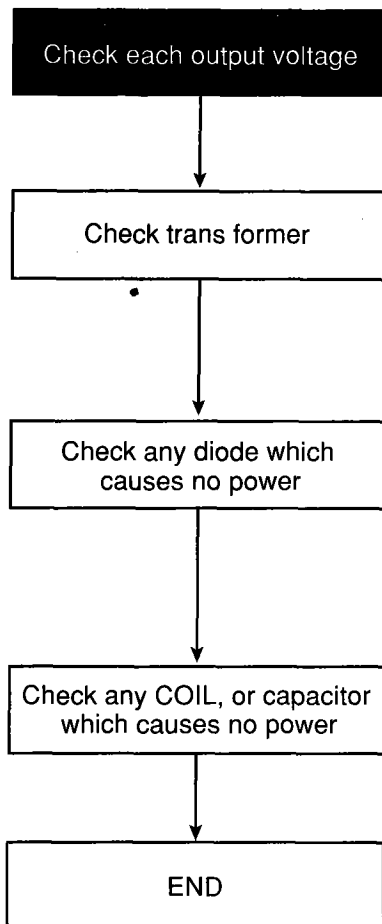 Check each output voltage
Check trans former
Check any diode which
causes no power
Check any COIL, or capacitor
which causes no power
END